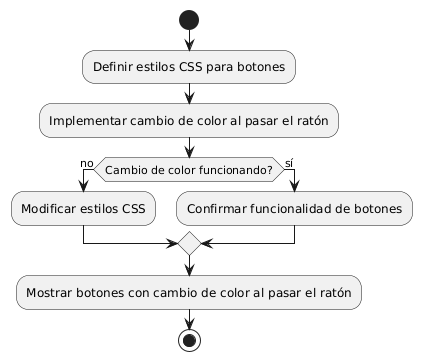 Definir estilos CSS para botones
Implementar cambio de color al pasar el ratón
no
Cambio de color funcionando?
sí
Modificar estilos CSS
Confirmar funcionalidad de botones
Mostrar botones con cambio de color al pasar el ratón